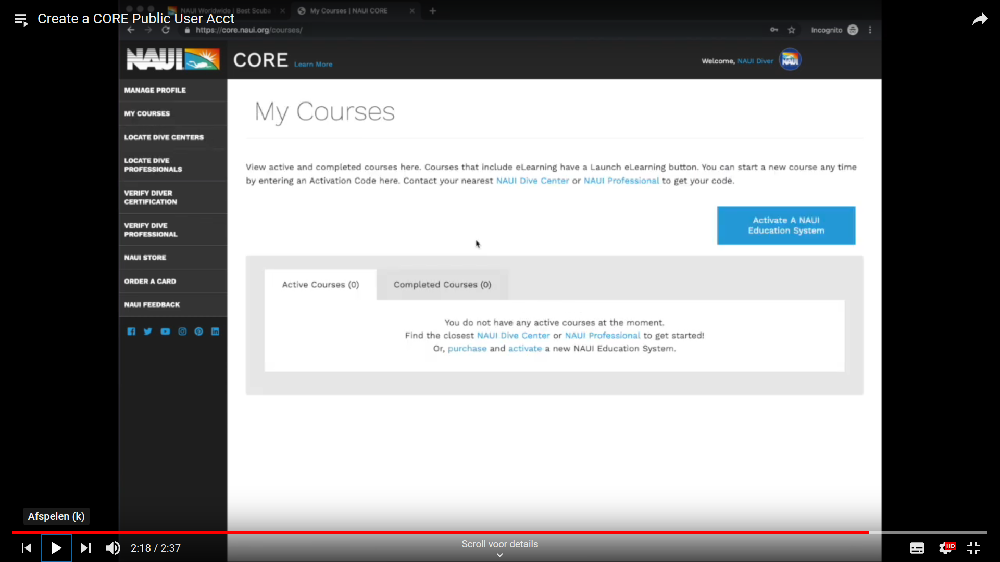 NAUI Worldwide | Best Scuba
My Courses | NAUI CORE
Create a CORE Public User Acct
https://core.naui.org/courses/
Incognito
NAUI
CORE
Learn More
Welcome, NAUI Diver
NAUI
MANAGE PROFILE
MY COURSES
LOCATE DIVE CENTERS
LOCATE DIVE
PROFESSIONALS
VERIFY DIVER
CERTIFICATION
VERIFY DIVE
PROFESSIONAL
NAUI STORE
ORDER A CARD
NAUI FEEDBACK
My Courses
View active and completed courses here. Courses that include eLearning have a Launch eLearning button. You can start a new course any time
by entering an Activation Code here. Contact your nearest NAUI Dive Center or NAUI Professional to get your code.
Activate A NAUI
Education System
Active Courses (0)
Completed Courses (0)
You do not have any active courses at the moment.
Find the closest NAUI Dive Center or NAUI Professional to get started!
Or, purchase and activate a new NAUI Education System.
Afspelen (k)
2:18 / 2:37
Scroll voor details
HD